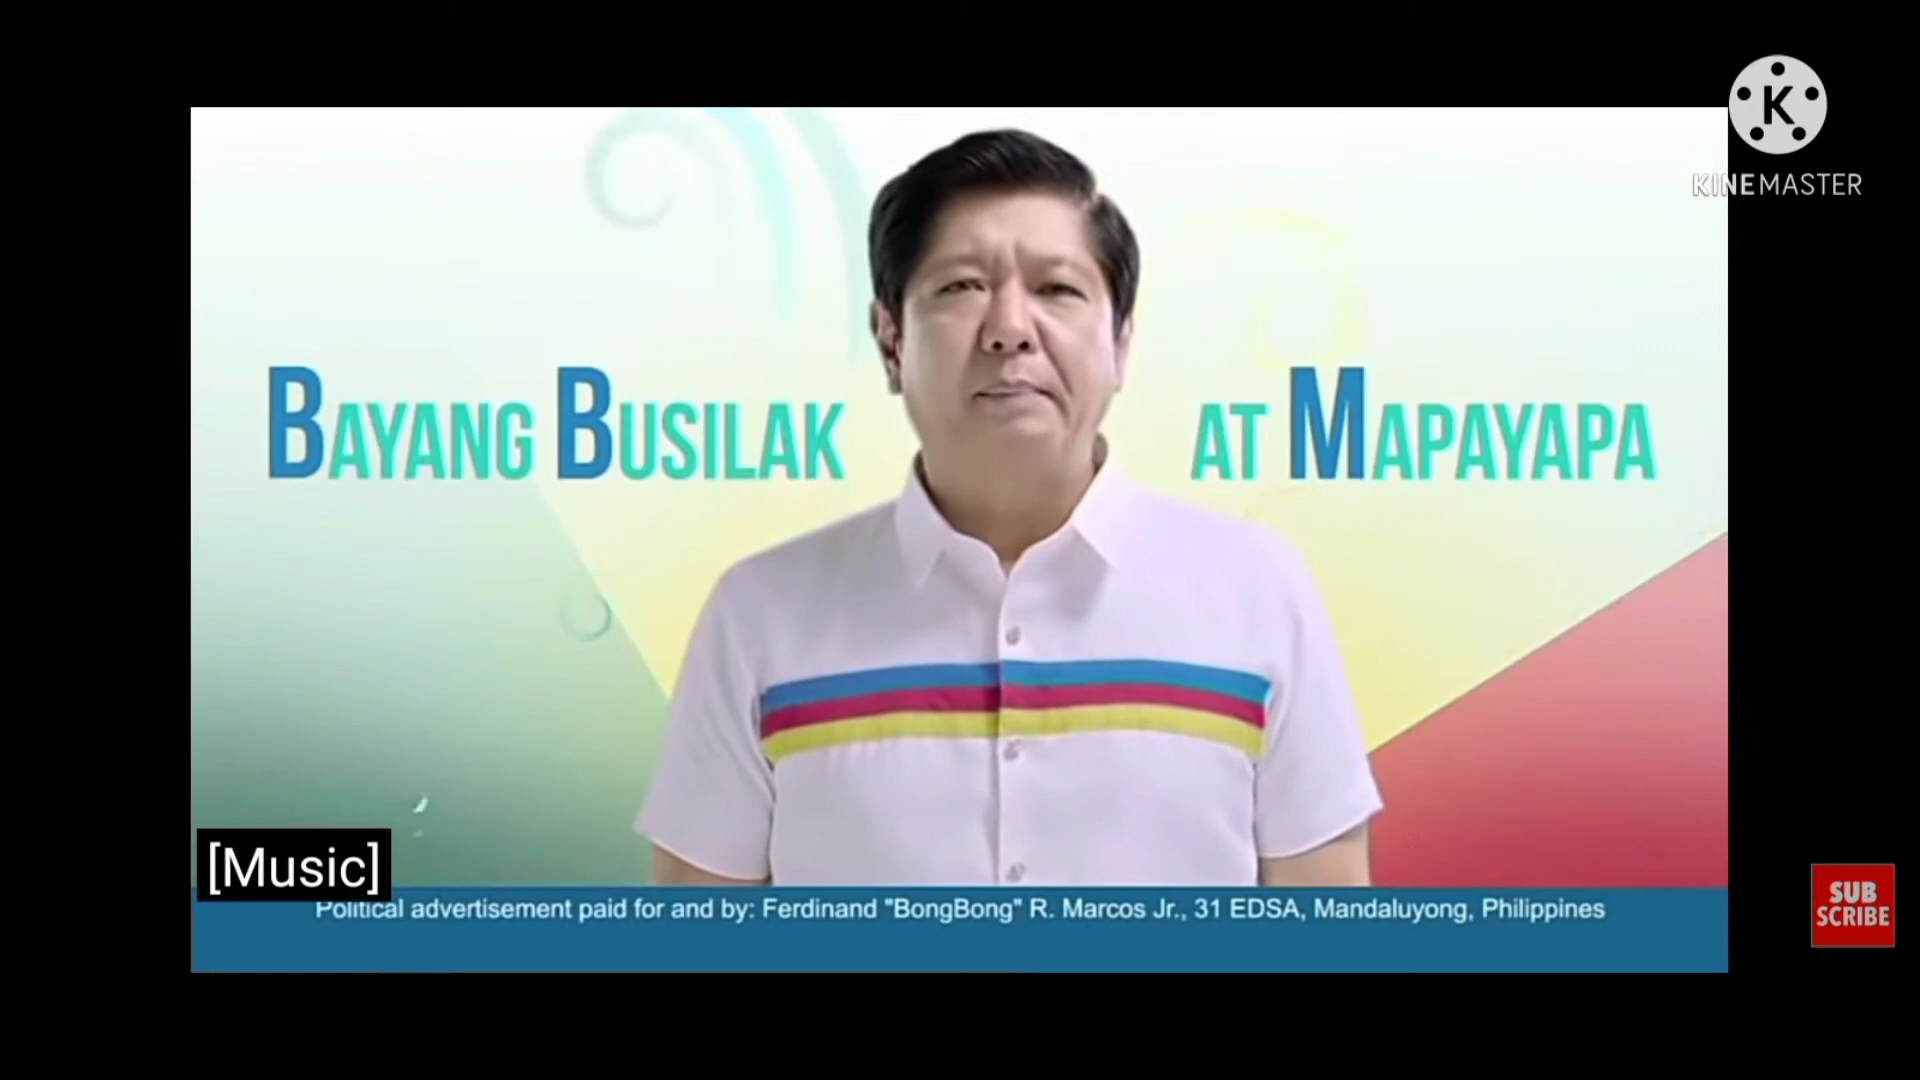 KINEMASTER
BAYANG BUSILAK AT MAPAYAPA
[Music]
Political advertisement paid for and by: Ferdinand "BongBong" R. Marcos Jr., 31 EDSA, Mandaluyong, Philippines
SUB
SCRIBE